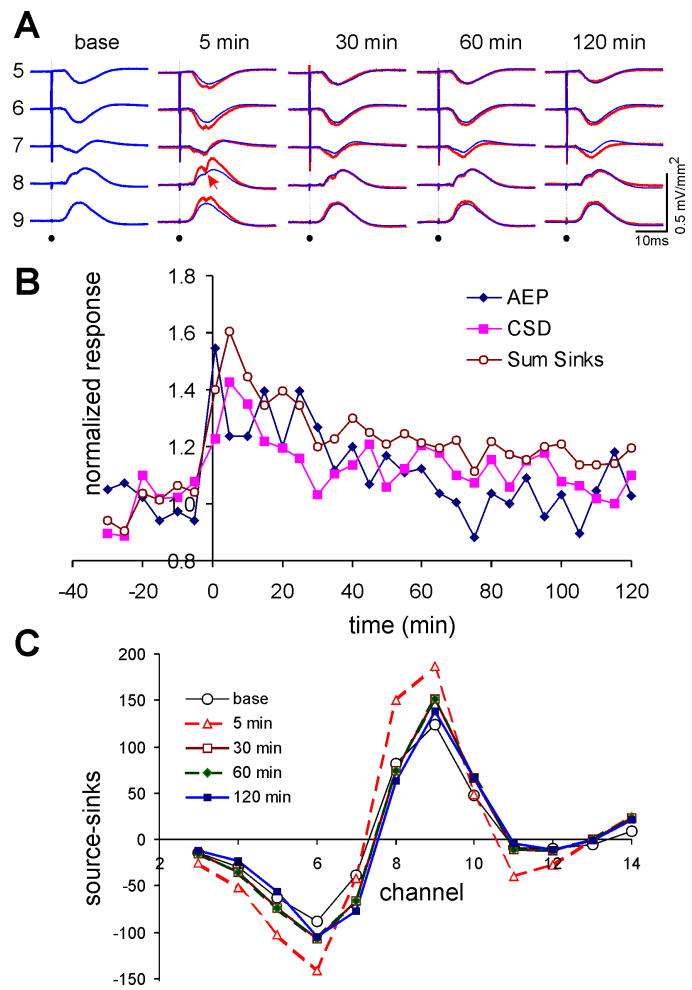 A
base 5 min 30 min 60 min 120 min
5
6
7
8
9
0.5 mV/mm²
10ms
B
normalized response
1.8
1.6
1.4
1.2
1.0
0.8
AEP
CSD
Sum Sinks
-40 -20 0 20 40 60 80 100 120
time (min)
C
source-sinks
200
150
100
50
0
-50
-100
-150
base
5 min
30 min
60 min
120 min
2 4 6 8 10 12 14
channel